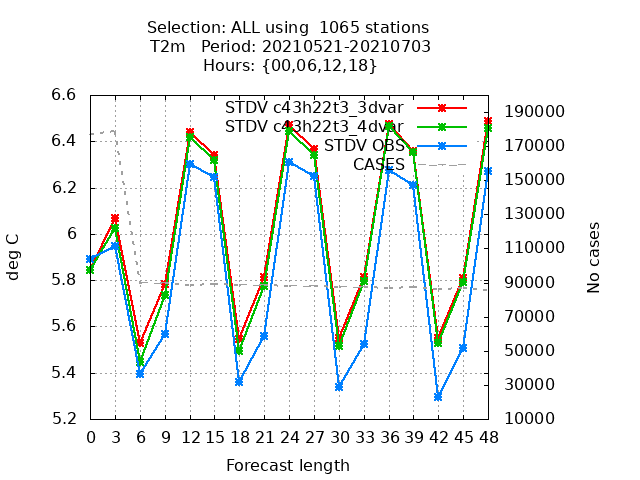 Selection: ALL using  1065 stations
T2m   Period: 20210521-20210703
Hours: {00,06,12,18}
STDV c43h22t3_3dvar
STDV c43h22t3_4dvar
STDV OBS
CASES
deg C
6.6
6.4
6.2
6
5.8
5.6
5.4
5.2
190000
170000
150000
130000
110000
90000
70000
50000
30000
10000
No cases
0 3 6 9 12 15 18 21 24 27 30 33 36 39 42 45 48
Forecast length